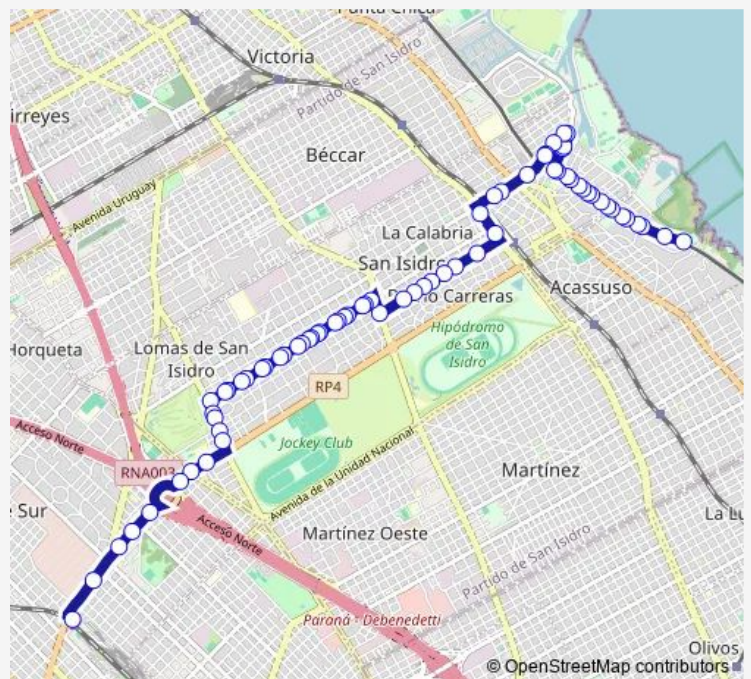 Punta Chica
Victoria
Partido de San Isidro
irreyes
Béccar
Avenida Uruguay
La Calabria
San Isidro
Carreras
Acassuso
Hipódromo
de San
Isidro
Horqueta
Lomas de San
Isidro
RP4
Acceso Norte
Jockey Club
Avenida de la Unidad Nacional
RNA003
Martínez
Sur
Acceso Norte
Martínez Oeste
La Lu
Partido de San Isidro
Paraná - Debenedetti
Olivos
© OpenStreetMap contributors